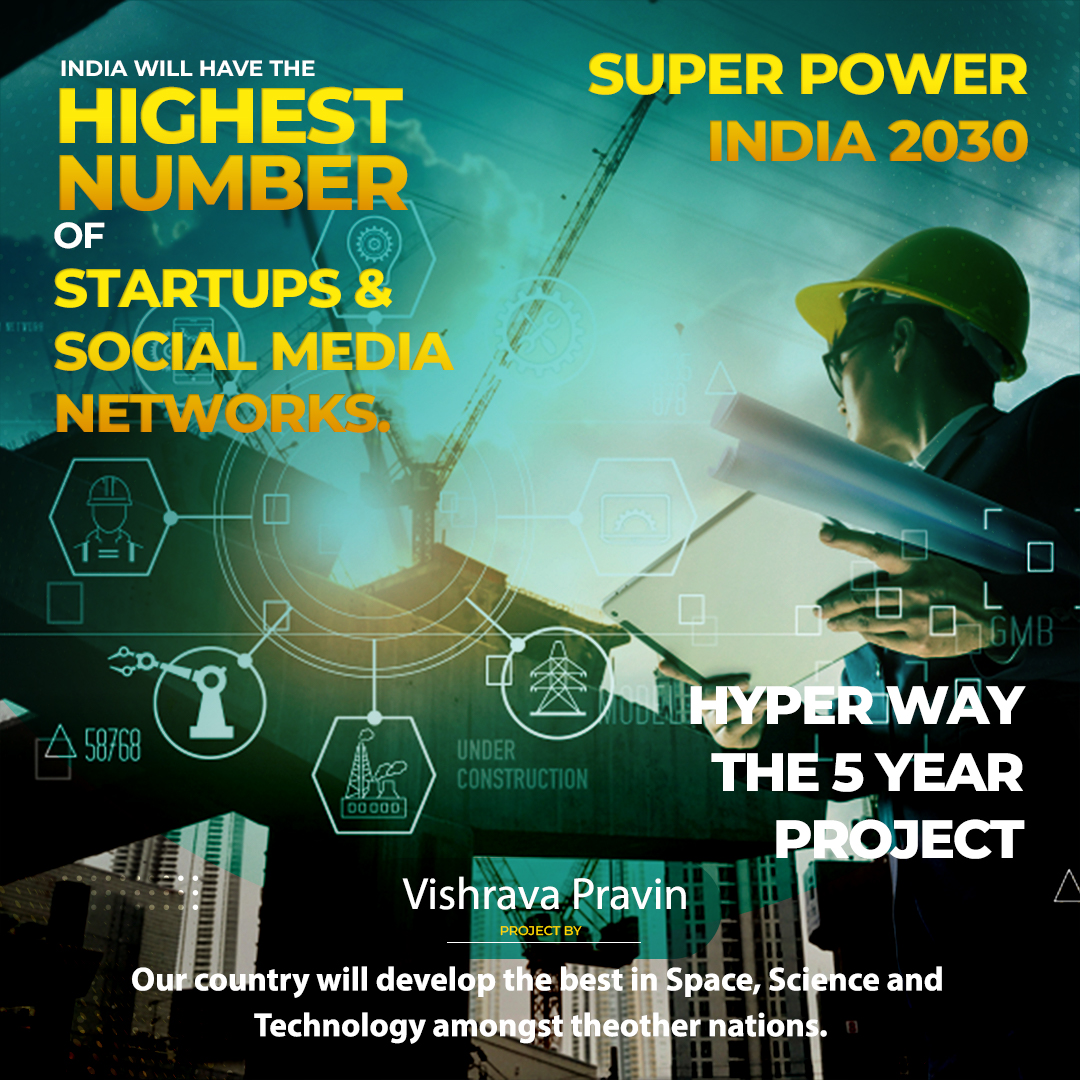 INDIA WILL HAVE THE
HIGHEST
NUMBER
OF
STARTUPS &
SOCIAL MEDIA
NETWORKS.
SUPER POWER
INDIA 2030
GMB
58768
UNDER
CONSTRUCTION
MODEL
HYPER WAY
THE 5 YEAR
PROJECT
Vishrava Pravin
PROJECT BY
Our country will develop the best in Space, Science and
Technology amongst theother nations.